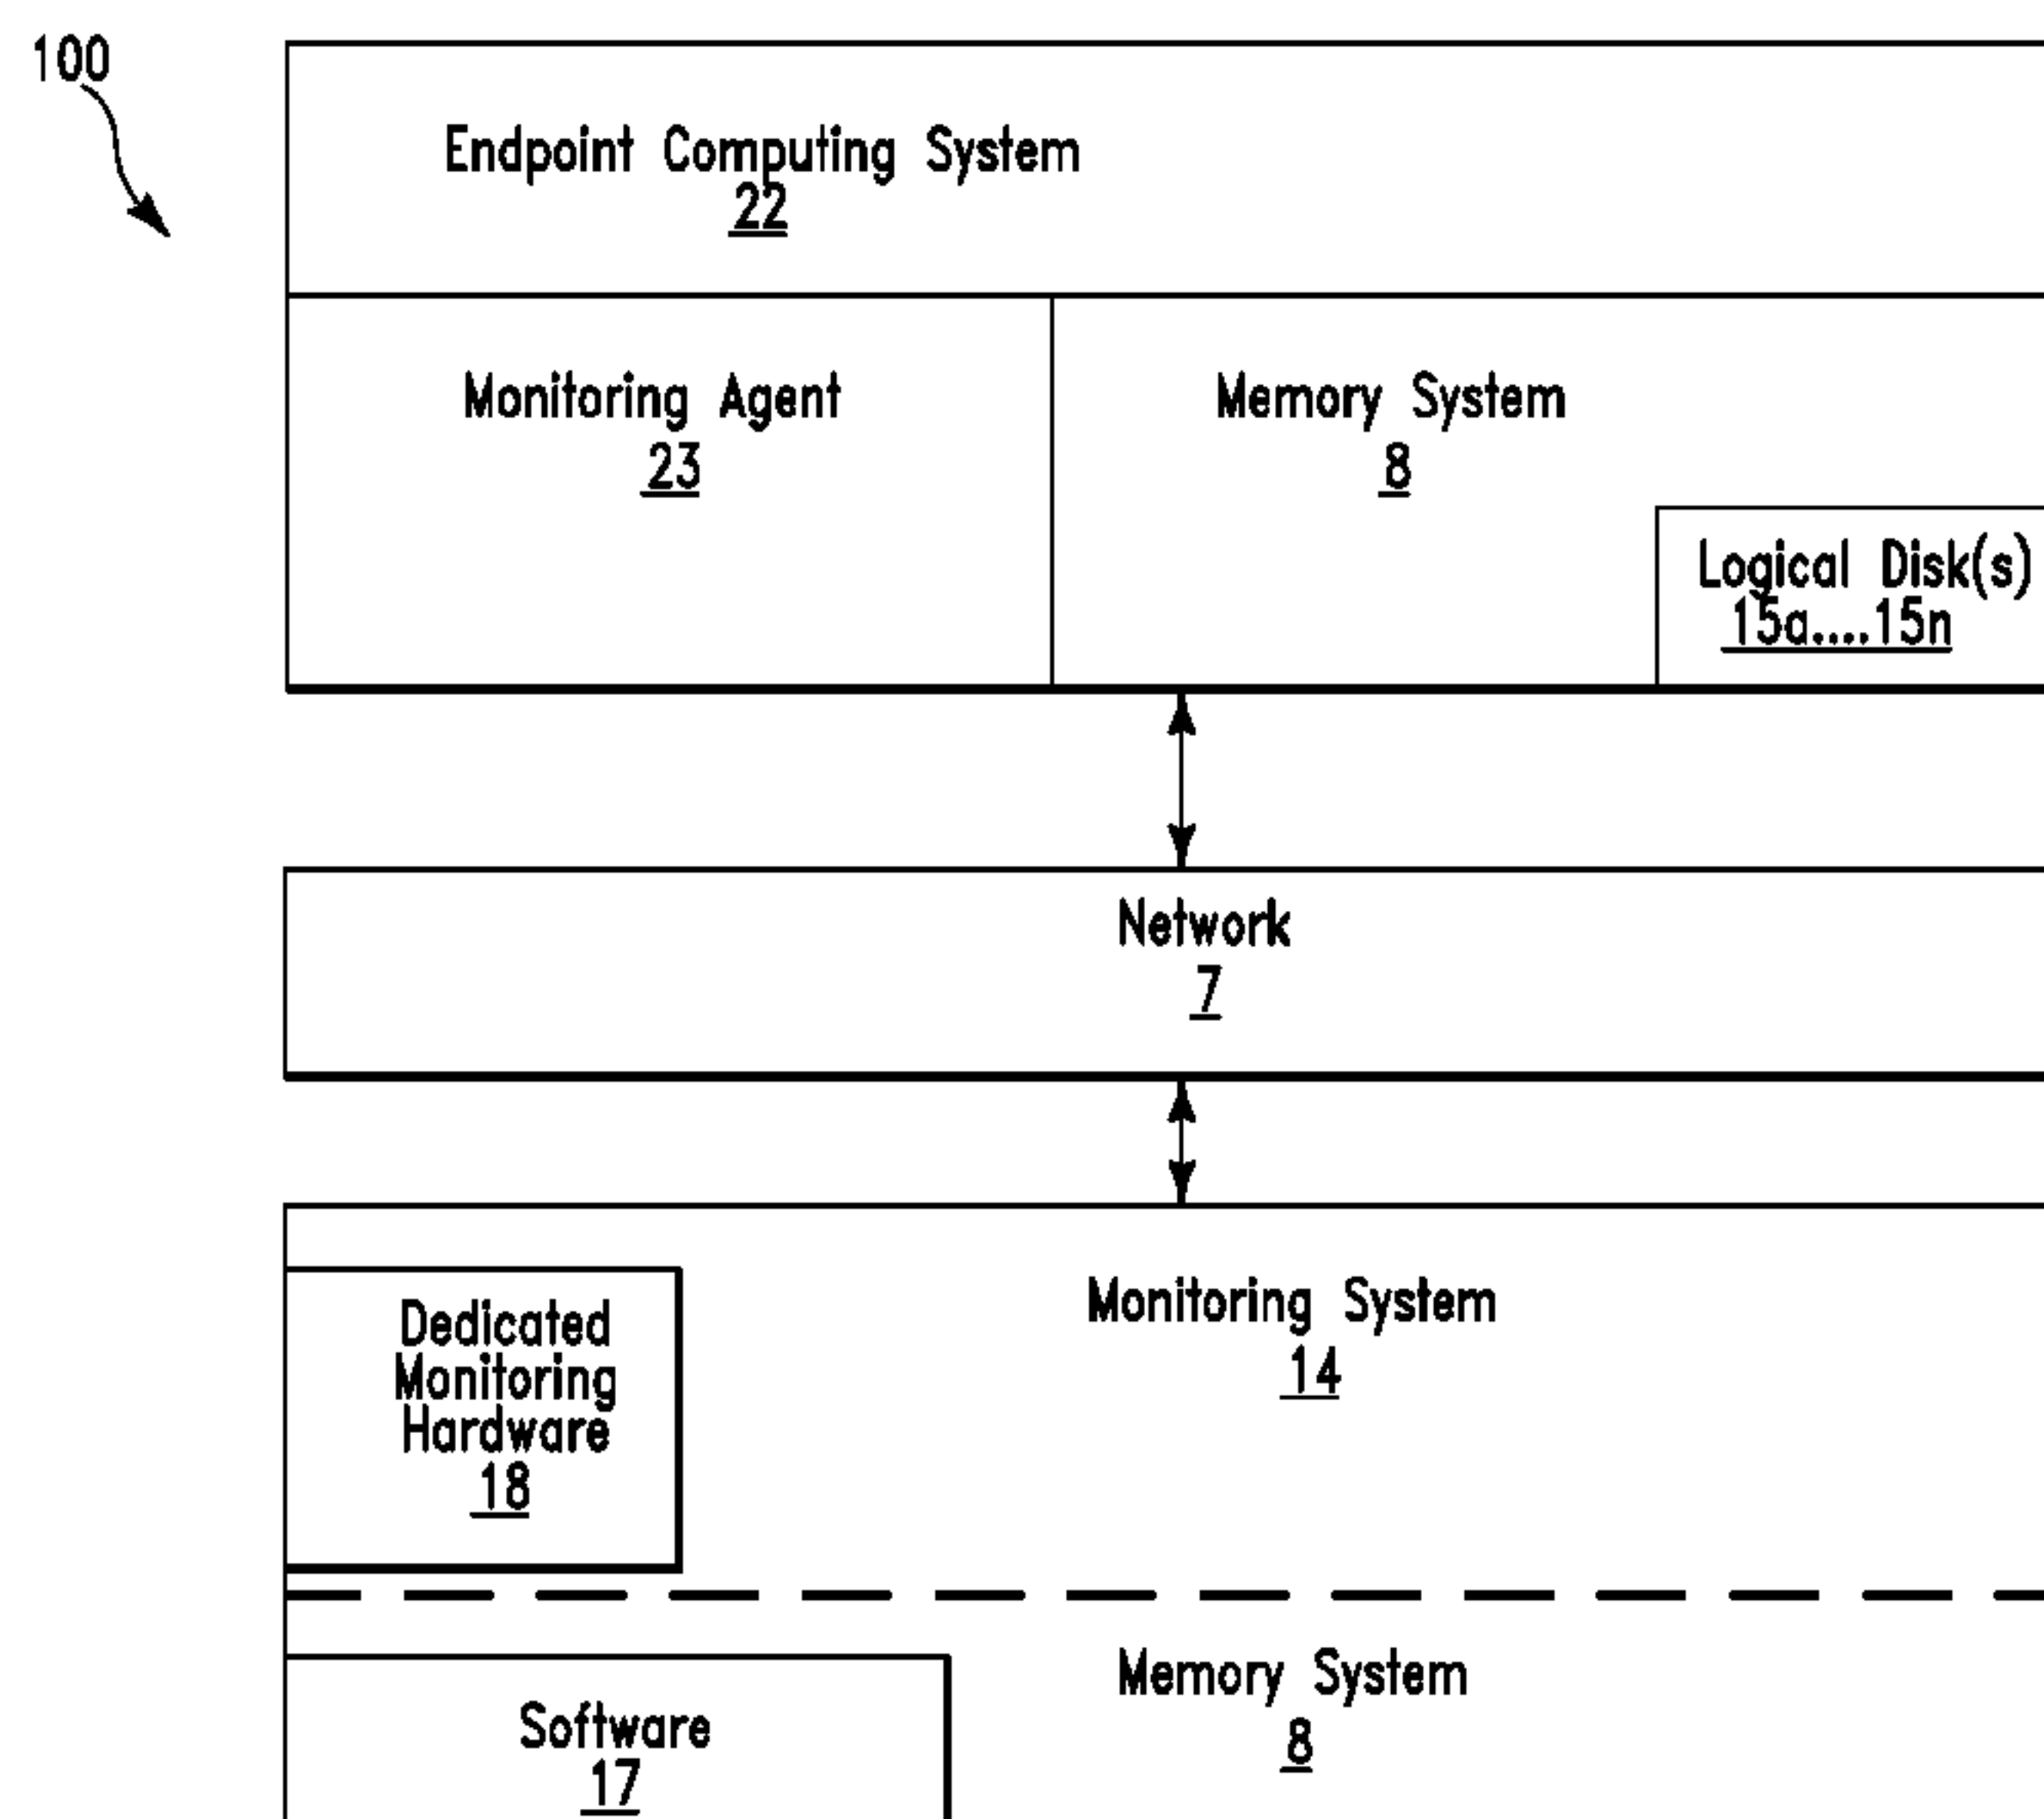 100
Endpoint Computing System
22
Monitoring Agent
23
Memory System
8
Logical Disk(s)
15a....15n
Network
7
Monitoring System
14
Dedicated
Monitoring
Hardware
18
Memory System
8
Software
17